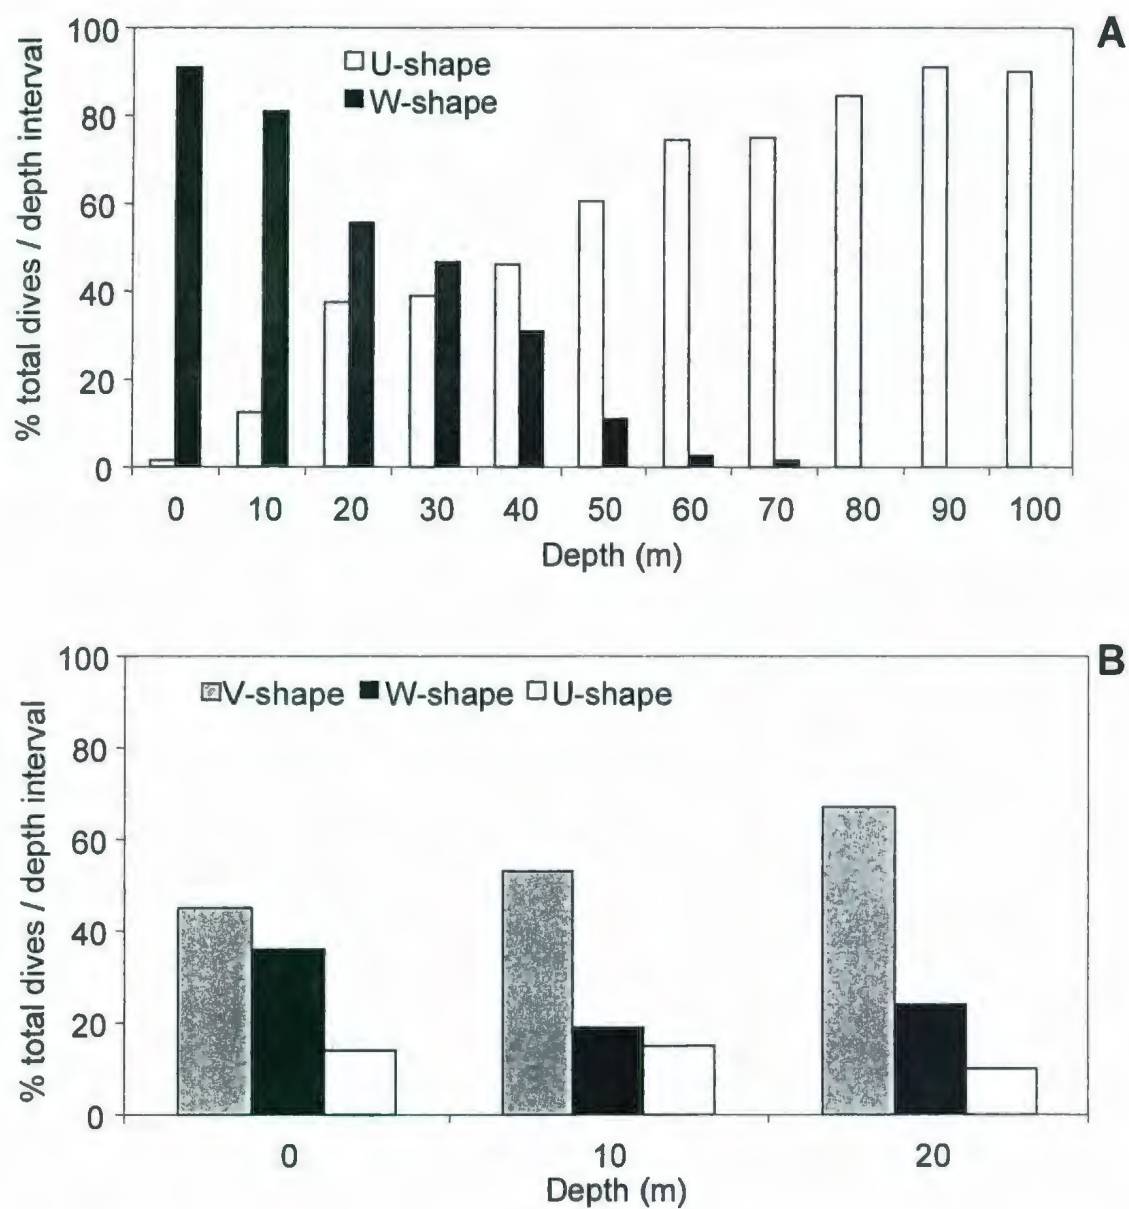 A
% total dives / depth interval
100
80
60
40
20
0
U-shape
W-shape
0 10 20 30 40 50 60 70 80 90 100
Depth (m)
B
% total dives / depth interval
100
80
60
40
20
0
V-shape W-shape U-shape
0 10 20
Depth (m)